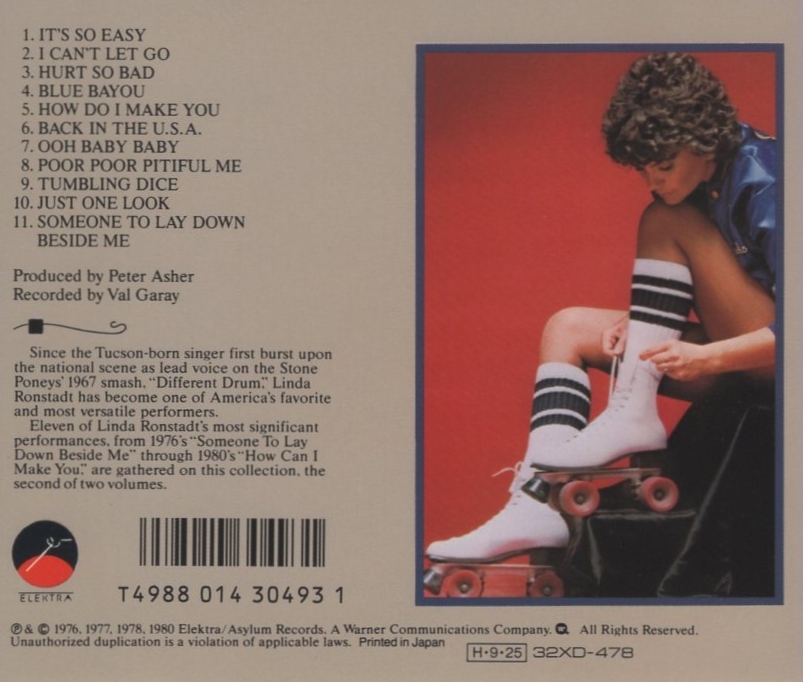 1. IT'S SO EASY
2. I CAN'T LET GO
3. HURT SO BAD
4. BLUE BAYOU
5. HOW DO I MAKE YOU
6. BACK IN THE U.S.A.
7. OOH BABY BABY
8. POOR POOR PITIFUL ME
9. TUMBLING DICE
10. JUST ONE LOOK
11. SOMEONE TO LAY DOWN
BESIDE ME
Produced by Peter Asher
Recorded by Val Garay
Since the Tucson-born singer first burst upon
the national scene as lead voice on the Stone
Poneys' 1967 smash, "Different Drum," Linda
Ronstadt has become one of America's favorite
and most versatile performers.
Eleven of Linda Ronstadt's most significant
performances, from 1976's "Someone To Lay
Down Beside Me" through 1980's "How Can I
Make You," are gathered on this collection, the
second of two volumes.
ELEKTRA
T4988 014 30493 1
℗ & © 1976, 1977, 1978, 1980 Elektra/Asylum Records. A Warner Communications Company. All Rights Reserved.
Unauthorized duplication is a violation of applicable laws. Printed in Japan
H·9·25 32XD-478